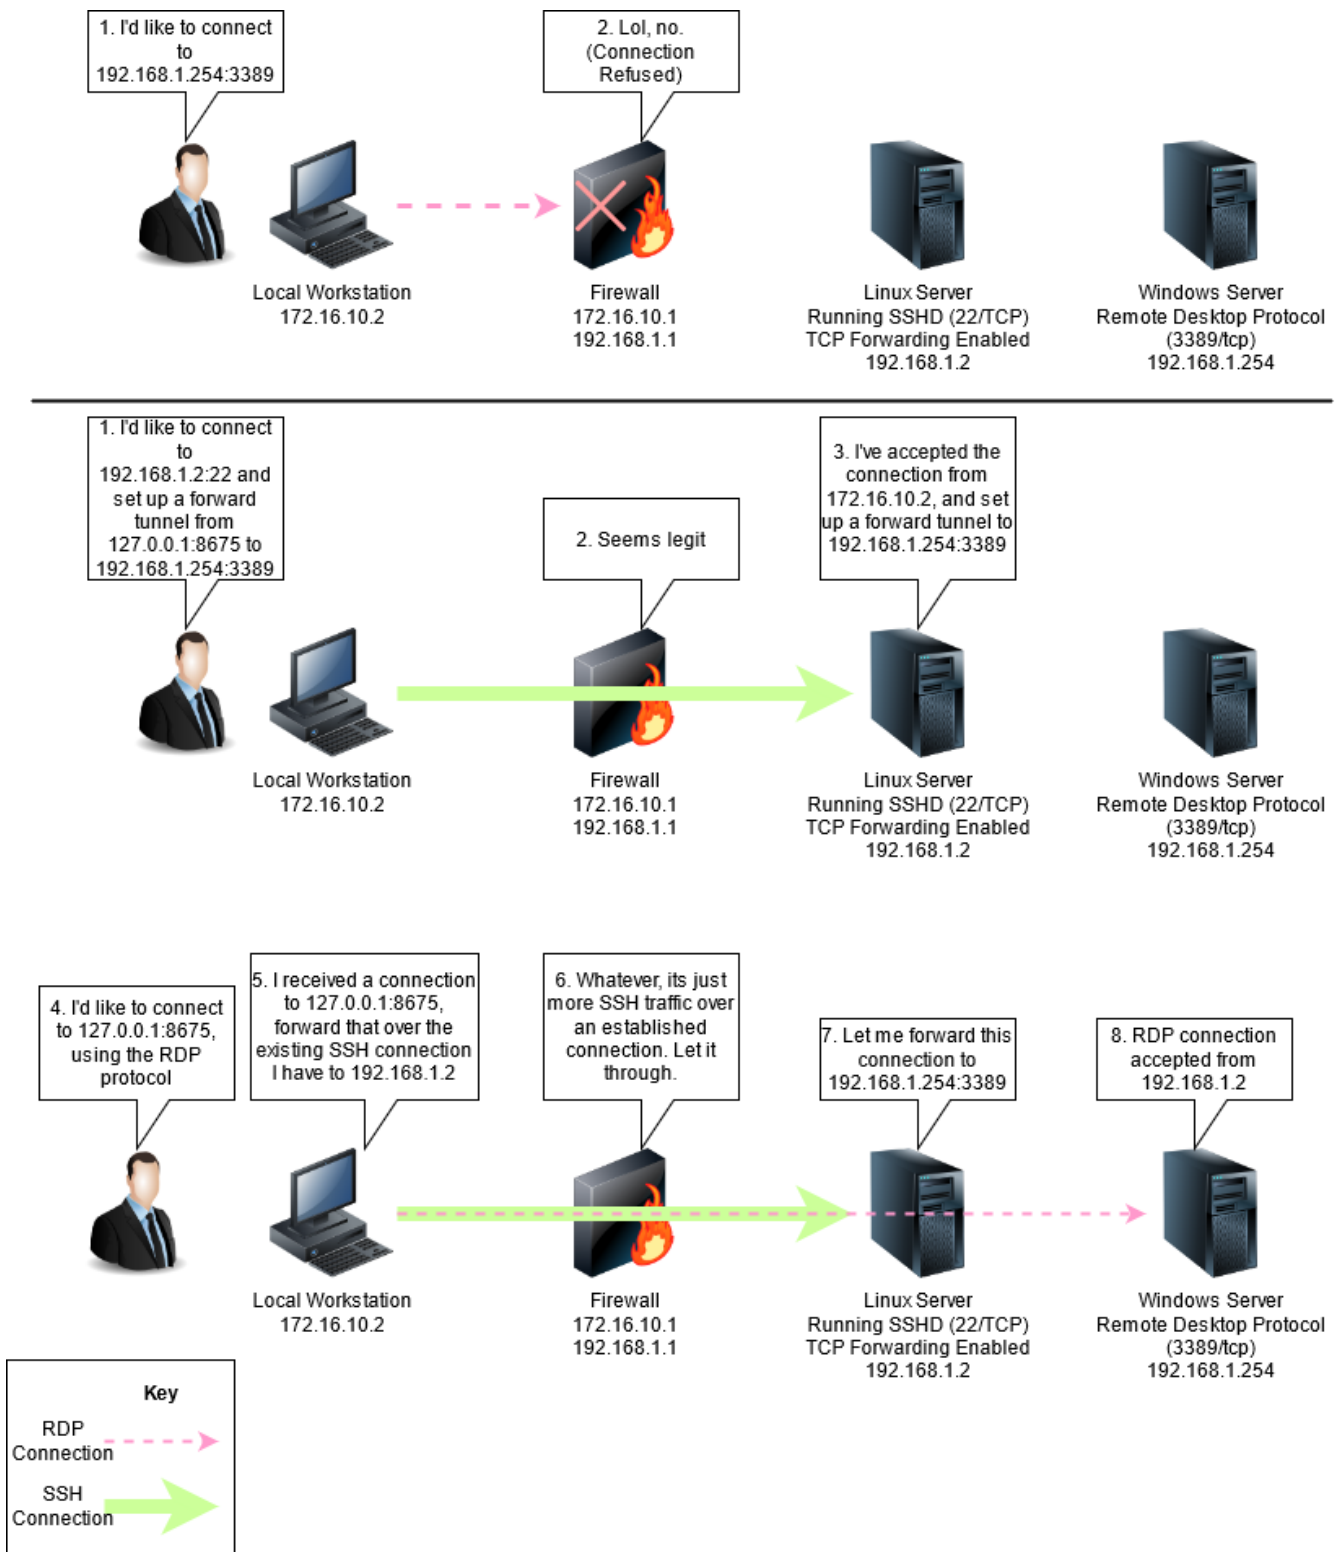 1. I'd like to connect
to
192.168.1.254:3389
2. Lol, no.
(Connection
Refused)
Local Workstation
172.16.10.2
Firewall
172.16.10.1
192.168.1.1
Linux Server
Running SSHD (22/TCP)
TCP Forwarding Enabled
192.168.1.2
Windows Server
Remote Desktop Protocol
(3389/tcp)
192.168.1.254
1. I'd like to connect
to
192.168.1.2:22 and
set up a forward
tunnel from
127.0.0.1:8675 to
192.168.1.254:3389
2. Seems legit
3. I've accepted the
connection from
172.16.10.2, and set
up a forward tunnel to
192.168.1.254:3389
Local Workstation
172.16.10.2
Firewall
172.16.10.1
192.168.1.1
Linux Server
Running SSHD (22/TCP)
TCP Forwarding Enabled
192.168.1.2
Windows Server
Remote Desktop Protocol
(3389/tcp)
192.168.1.254
4. I'd like to connect
to 127.0.0.1:8675,
using the RDP
protocol
5. I received a connection
to 127.0.0.1:8675,
forward that over the
existing SSH connection
I have to 192.168.1.2
6. Whatever, its just
more SSH traffic over
an established
connection. Let it
through.
7. Let me forward this
connection to
192.168.1.254:3389
8. RDP connection
accepted from
192.168.1.2
Local Workstation
172.16.10.2
Firewall
172.16.10.1
192.168.1.1
Linux Server
Running SSHD (22/TCP)
TCP Forwarding Enabled
192.168.1.2
Windows Server
Remote Desktop Protocol
(3389/tcp)
192.168.1.254
Key
RDP
Connection
SSH
Connection